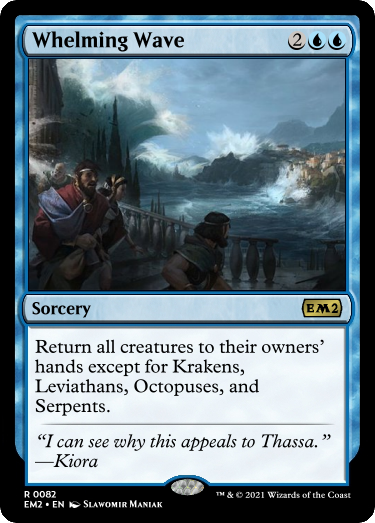 Whelming Wave 2
Sorcery EM2
Return all creatures to their owners’
hands except for Krakens,
Leviathans, Octopuses, and
Serpents.
“I can see why this appeals to Thassa.”
—Kiora
R 0082
EM2 • EN Slawomir Maniak
™ & © 2021 Wizards of the Coast